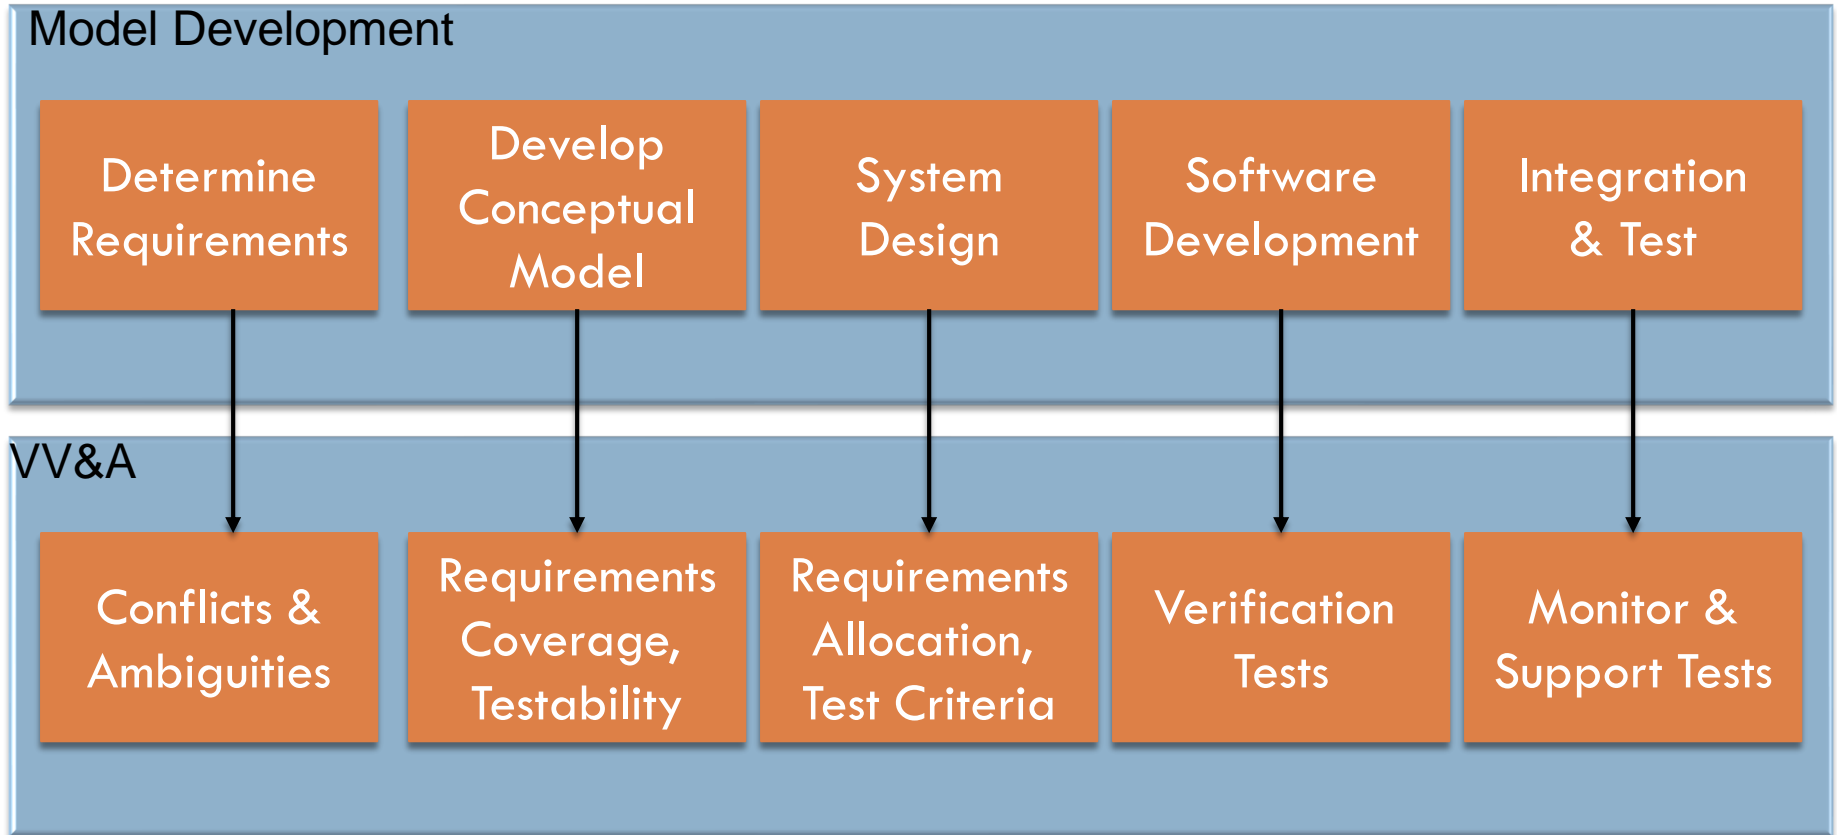 Model Development
Determine
Requirements
Develop
Conceptual
Model
System
Design
Software
Development
Integration
& Test
VV&A
Conflicts &
Ambiguities
Requirements
Coverage,
Testability
Requirements
Allocation,
Test Criteria
Verification
Tests
Monitor &
Support Tests